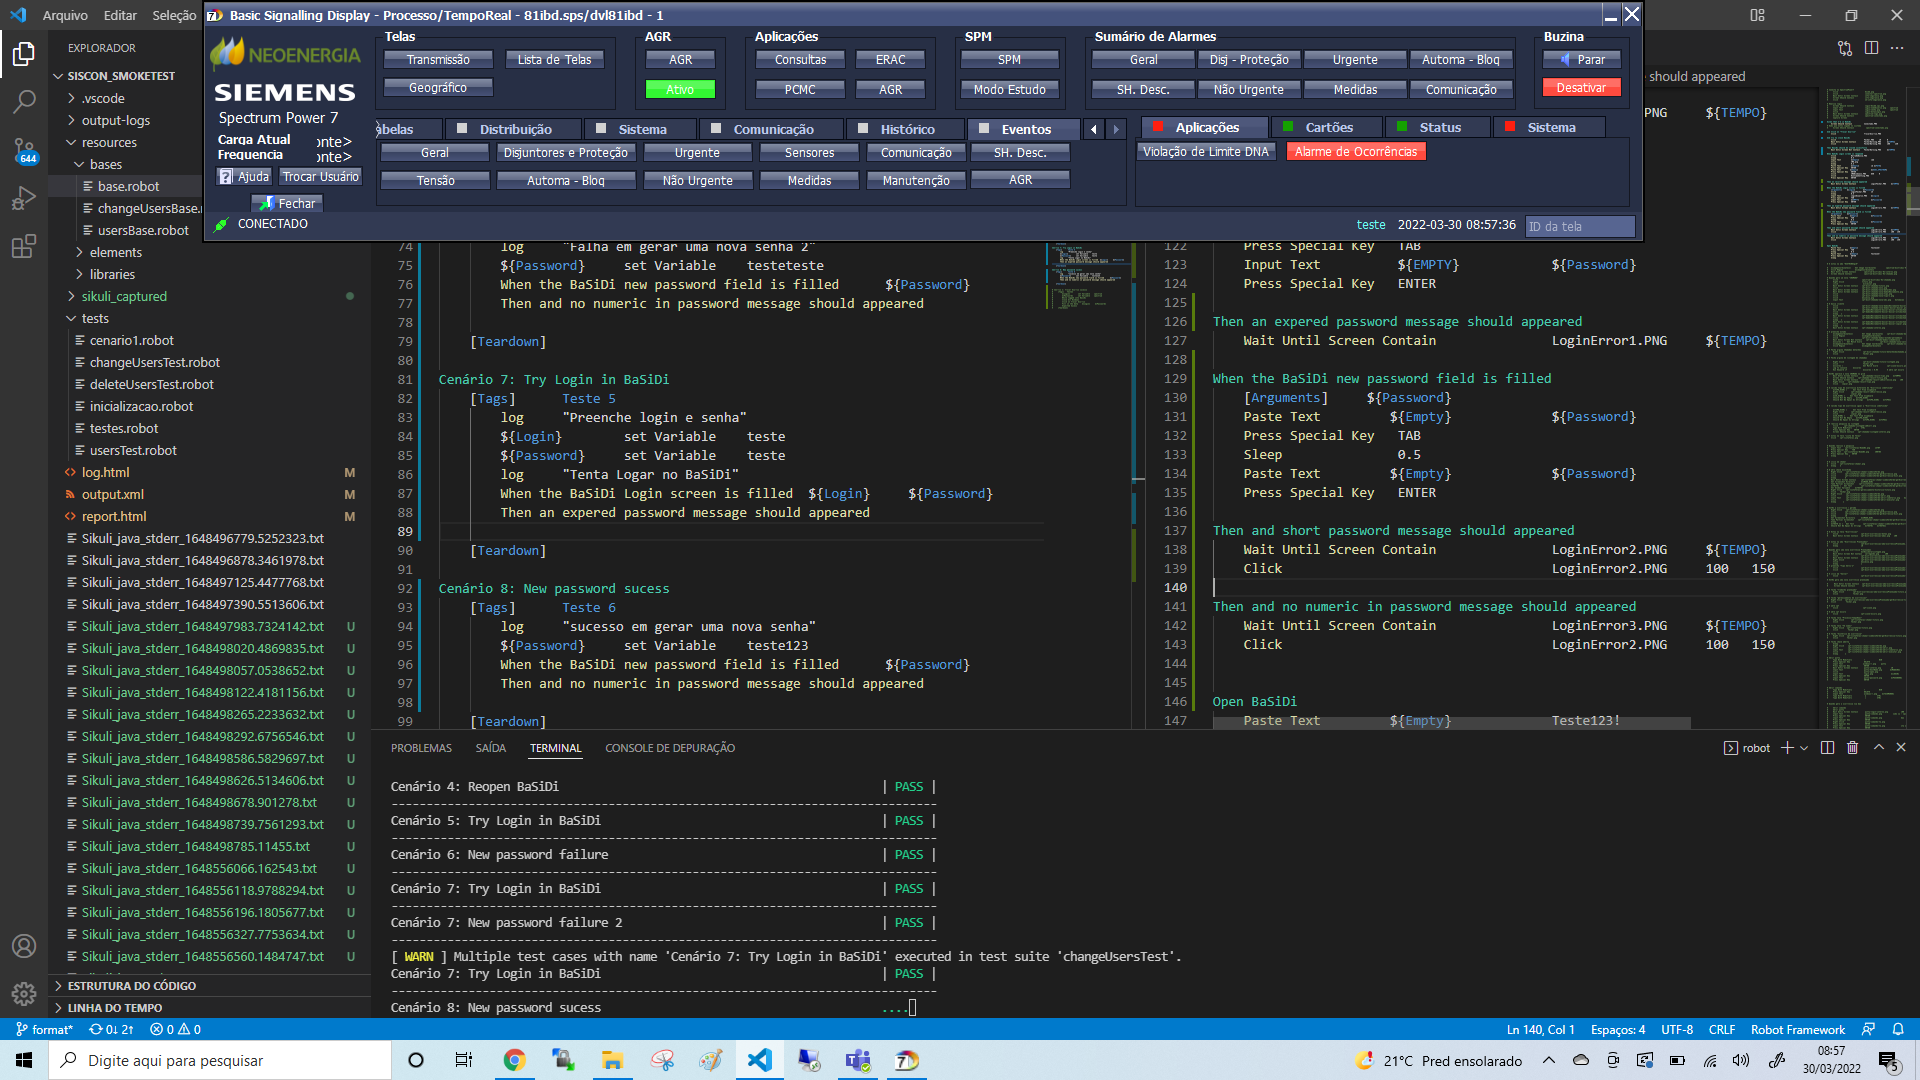 Arquivo Editar Seleção
Basic Signalling Display - Processo/TempoReal - 81ibd.sps/dvl81ibd - 1
NEOENERGIA
SIEMENS
Spectrum Power 7
Carga Atual onte>
Frequencia onte>
Ajuda Trocar Usuário
Fechar
CONECTADO
Telas
Transmissão Lista de Telas
Geográfico
AGR
AGR
Ativo
Aplicações
Consultas ERAC
PCMC AGR
SPM
SPM
Modo Estudo
Sumário de Alarmes
Geral Disj - Proteção Urgente Automa - Bloq
SH. Desc. Não Urgente Medidas Comunicação
Buzina
Parar
Desativar
abelas Distribuição Sistema Comunicação Histórico Eventos
Geral Disjuntores e Proteção Urgente Sensores Comunicação SH. Desc.
Tensão Automa - Bloq Não Urgente Medidas Manutenção AGR
Aplicações Cartões Status Sistema
Violação de Limite DNA Alarme de Ocorrências
teste 2022-03-30 08:57:36 ID da tela
should appeared
NG ${TEMPO}
EXPLORADOR
SISCON_SMOKETEST
.vscode
output-logs
resources
bases
base.robot
changeUsersBase.r
usersBase.robot
elements
libraries
sikuli_captured
tests
cenario1.robot
changeUsersTest.robot
deleteUsersTest.robot
inicializacao.robot
testes.robot
usersTest.robot
log.html M
output.xml M
report.html M
Sikuli_java_stderr_1648496779.5252323.txt
Sikuli_java_stderr_1648496878.3461978.txt
Sikuli_java_stderr_1648497125.4477768.txt
Sikuli_java_stderr_1648497390.5513606.txt
Sikuli_java_stderr_1648497983.7324142.txt U
Sikuli_java_stderr_1648498020.4869835.txt U
Sikuli_java_stderr_1648498057.0538652.txt U
Sikuli_java_stderr_1648498122.4181156.txt U
Sikuli_java_stderr_1648498265.2233632.txt U
Sikuli_java_stderr_1648498292.6756546.txt U
Sikuli_java_stderr_1648498586.5829697.txt U
Sikuli_java_stderr_1648498626.5134606.txt U
Sikuli_java_stderr_1648498678.901278.txt U
Sikuli_java_stderr_1648498739.7561293.txt U
Sikuli_java_stderr_1648498785.11455.txt U
Sikuli_java_stderr_1648556066.162543.txt U
Sikuli_java_stderr_1648556118.9788294.txt U
Sikuli_java_stderr_1648556196.1805677.txt U
Sikuli_java_stderr_1648556327.7753634.txt U
Sikuli_java_stderr_1648556560.1484747.txt U
ESTRUTURA DO CÓDIGO
LINHA DO TEMPO
644
74 log "Falha em gerar uma nova senha 2"
75 ${Password} set Variable testeteste
76 When the BaSiDi new password field is filled ${Password}
77 Then and no numeric in password message should appeared
78
79 [Teardown]
80
81 Cenário 7: Try Login in BaSiDi
82 [Tags] Teste 5
83 log "Preenche login e senha"
84 ${Login} set Variable teste
85 ${Password} set Variable teste
86 log "Tenta Logar no BaSiDi"
87 When the BaSiDi Login screen is filled ${Login} ${Password}
88 Then an expered password message should appeared
89
90 [Teardown]
91
92 Cenário 8: New password sucess
93 [Tags] Teste 6
94 log "sucesso em gerar uma nova senha"
95 ${Password} set Variable teste123
96 When the BaSiDi new password field is filled ${Password}
97 Then and no numeric in password message should appeared
98
99 [Teardown]
122 Press Special Key TAB
123 Input Text ${EMPTY} ${Password}
124 Press Special Key ENTER
125
126 Then an expered password message should appeared
127 Wait Until Screen Contain LoginError1.PNG ${TEMPO}
128
129 When the BaSiDi new password field is filled
130 [Arguments] ${Password}
131 Paste Text ${Empty} ${Password}
132 Press Special Key TAB
133 Sleep 0.5
134 Paste Text ${Empty} ${Password}
135 Press Special Key ENTER
136
137 Then and short password message should appeared
138 Wait Until Screen Contain LoginError2.PNG ${TEMPO}
139 Click LoginError2.PNG 100 150
140
141 Then and no numeric in password message should appeared
142 Wait Until Screen Contain LoginError3.PNG ${TEMPO}
143 Click LoginError2.PNG 100 150
144
145
146 Open BaSiDi
147 Paste Text ${Empty} Teste123!
PROBLEMAS SAÍDA TERMINAL CONSOLE DE DEPURAÇÃO robot
Cenário 4: Reopen BaSiDi | PASS |
Cenário 5: Try Login in BaSiDi | PASS |
Cenário 6: New password failure | PASS |
Cenário 7: Try Login in BaSiDi | PASS |
Cenário 7: New password failure 2 | PASS |
[ WARN ] Multiple test cases with name 'Cenário 7: Try Login in BaSiDi' executed in test suite 'changeUsersTest'.
Cenário 7: Try Login in BaSiDi | PASS |
Cenário 8: New password sucess ....
format* 0↓ 2↑ 0 0 Ln 140, Col 1 Espaços: 4 UTF-8 CRLF Robot Framework
Digite aqui para pesquisar
21°C Pred ensolarado
08:57
30/03/2022
5